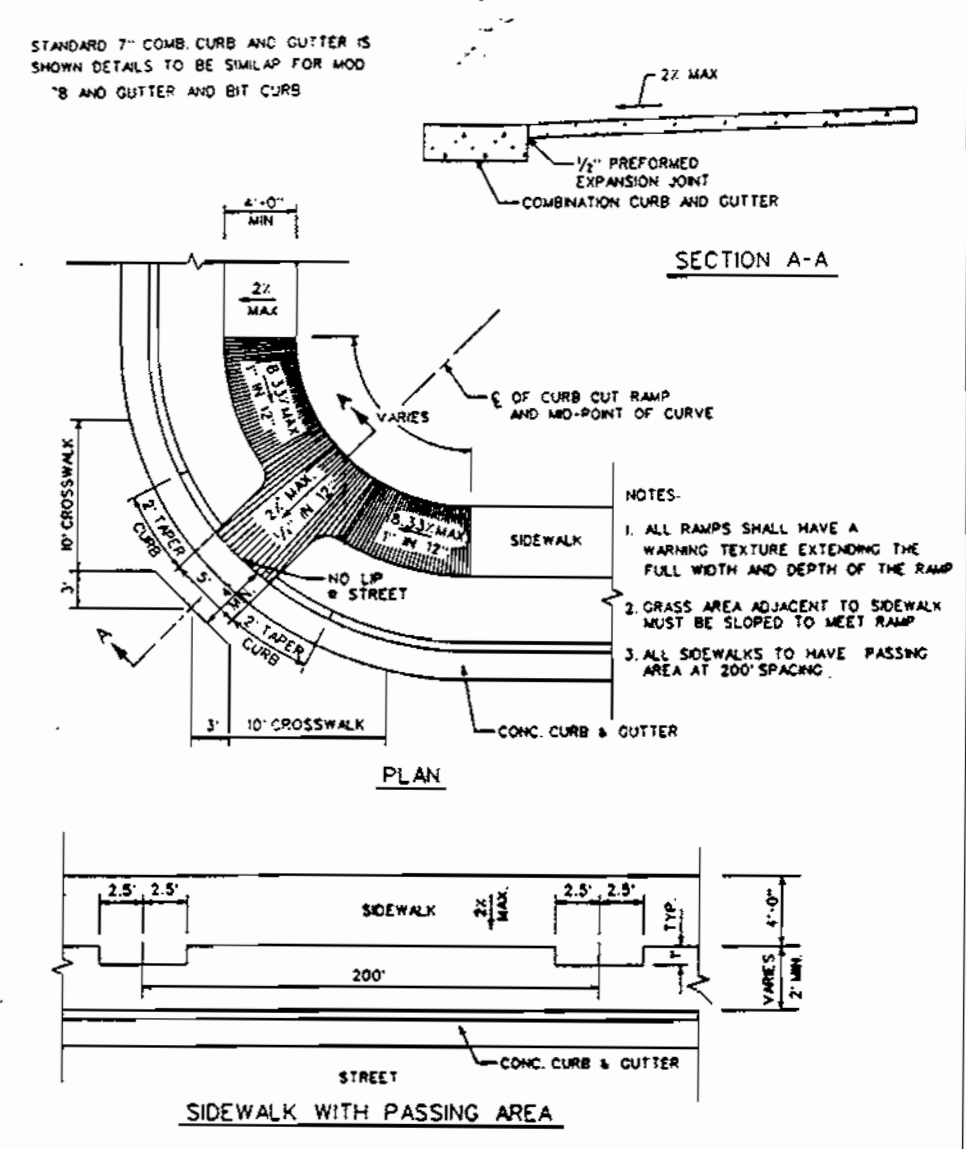 STANDARD 7" COMB. CURB AND GUTTER IS
SHOWN DETAILS TO BE SIMILAP FOR MOD
"B AND GUTTER AND BIT CURB
2% MAX
1/2" PREFORMED
EXPANSION JOINT
COMBINATION CURB AND GUTTER
SECTION A-A
4'-0"
MIN
2%
MAX
8.33% MAX
1" IN 12"
A
VARIES
℄ OF CURB CUT RAMP
AND MID-POINT OF CURVE
10' CROSSWALK
3'
2' TAPER
CURB
5'
4'
MIN.
2% MAX.
1/4" IN 12"
8.33% MAX
1" IN 12"
SIDEWALK
NO LIP
@ STREET
2' TAPER
CURB
A
3'
10' CROSSWALK
CONC. CURB & GUTTER
PLAN
NOTES-
1. ALL RAMPS SHALL HAVE A
WARNING TEXTURE EXTENDING THE
FULL WIDTH AND DEPTH OF THE RAMP
2. GRASS AREA ADJACENT TO SIDEWALK
MUST BE SLOPED TO MEET RAMP
3. ALL SIDEWALKS TO HAVE PASSING
AREA AT 200' SPACING.
2.5' 2.5'
SIDEWALK
2%
MAX.
2.5' 2.5'
TYP.
1'
4'-0"
VARIES
2' MIN.
200'
CONC. CURB & GUTTER
STREET
SIDEWALK WITH PASSING AREA